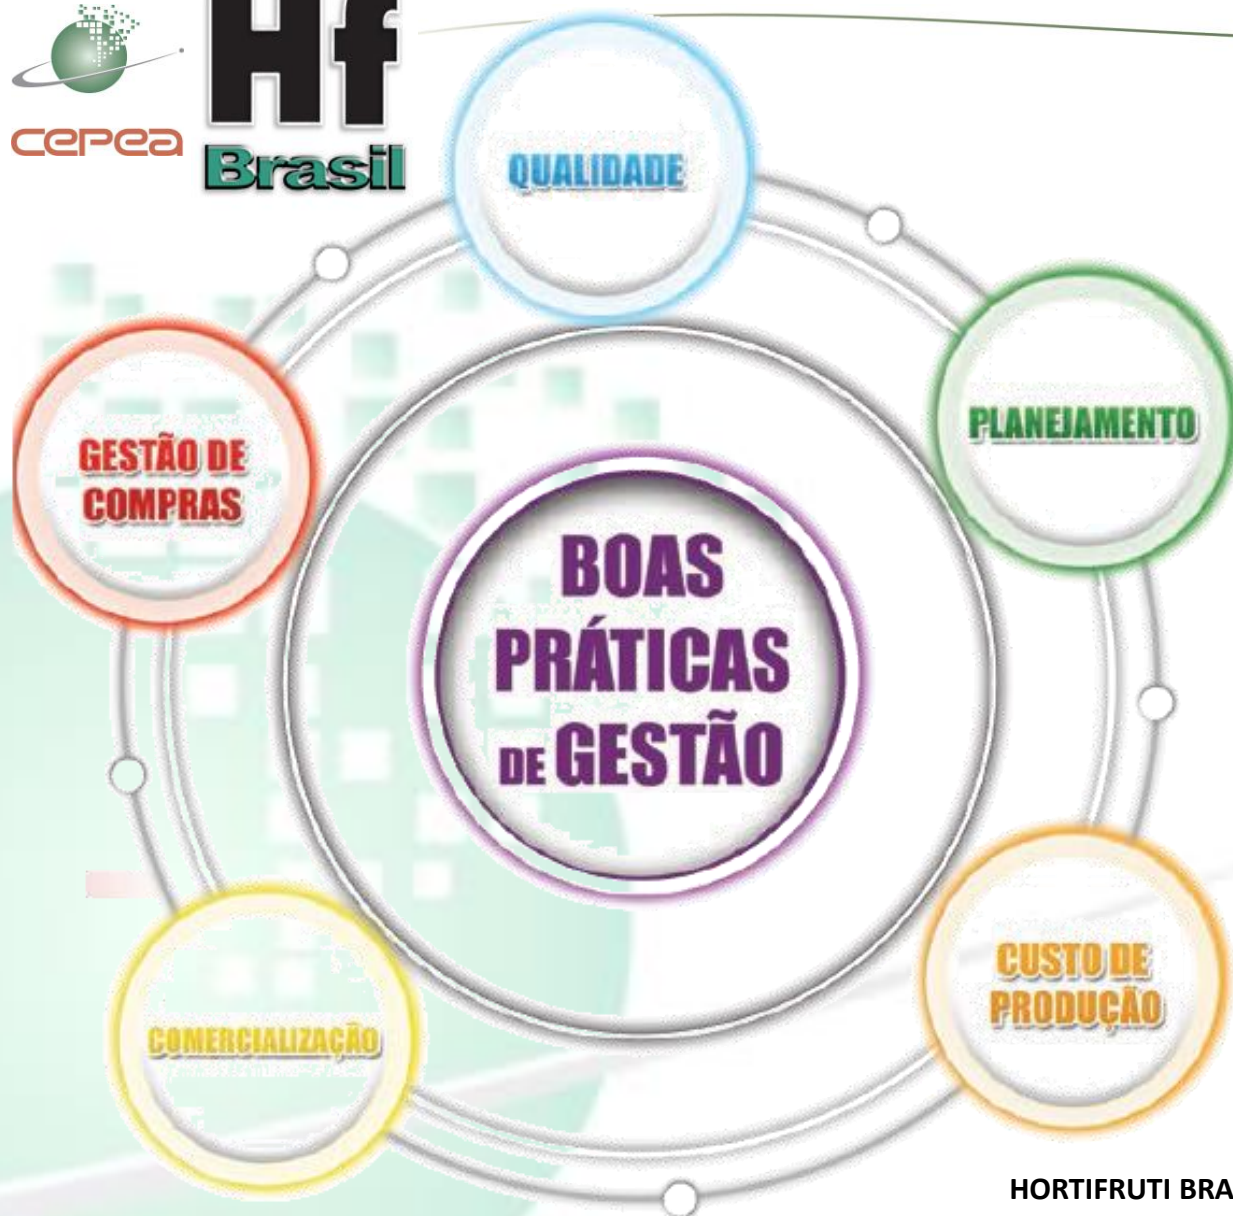 cepea
Hf
Brasil
QUALIDADE
PLANEJAMENTO
GESTÃO DE
COMPRAS
BOAS
PRÁTICAS
DE GESTÃO
CUSTO DE
PRODUÇÃO
COMERCIALIZAÇÃO
HORTIFRUTI BRA